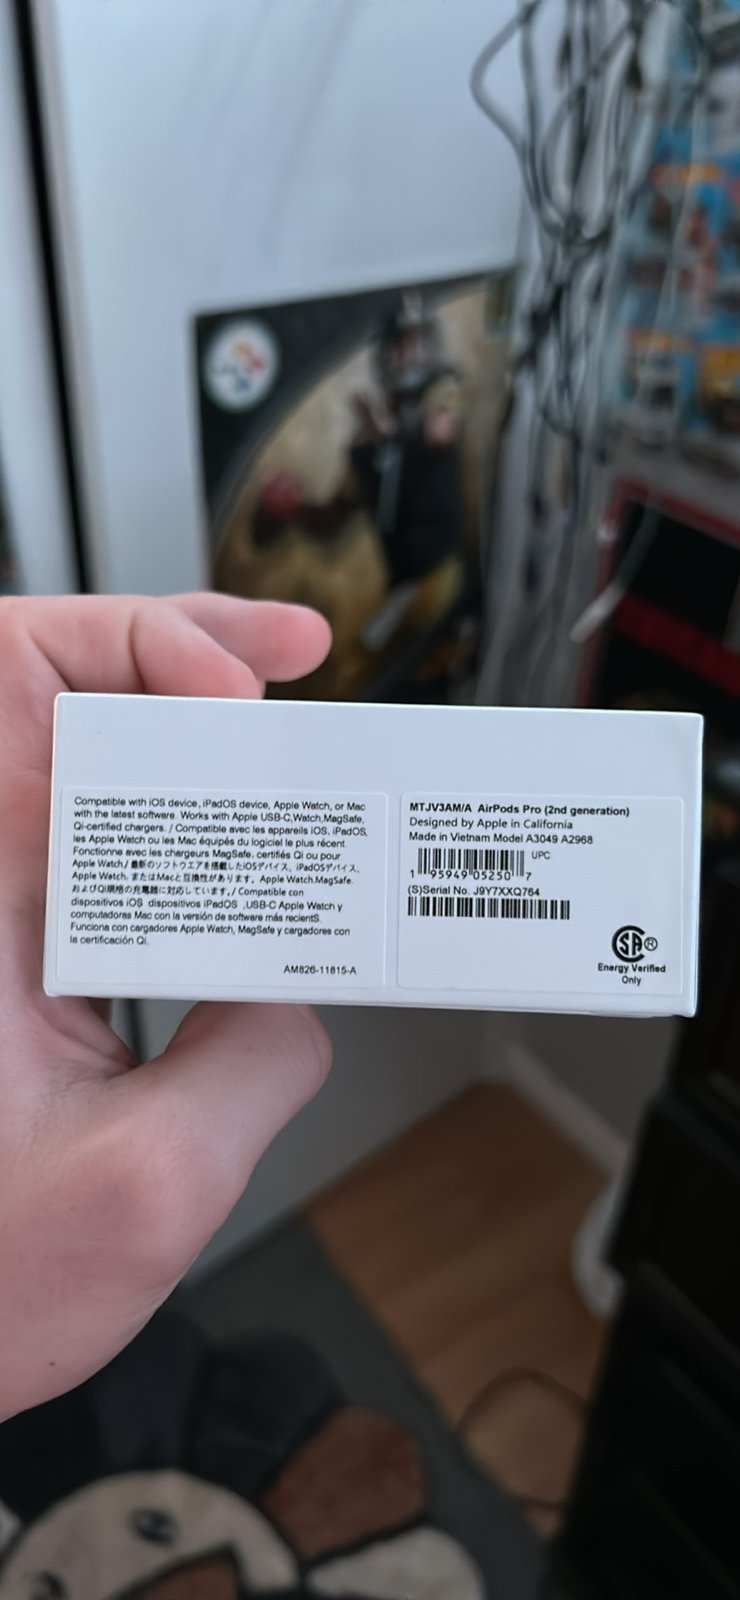 Compatible with iOS device, iPadOS device, Apple Watch, or Mac
with the latest software. Works with Apple USB-C,Watch,MagSafe,
Qi-certified chargers. / Compatible avec les appareils iOS, iPadOS,
les Apple Watch ou les Mac équipés du logiciel le plus récent.
Fonctionne avec les chargeurs MagSafe. certifiés Qi ou pour
Apple Watch./ 最新のソフトウエアを搭載したiOSデバイス、iPadOSデバイス、
Apple Watch. またはMacと互換性があります。Apple Watch.MagSafe.
およびQi規格の充電器に対応しています。/ Compatible con
dispositivos iOS dispositivos iPadOS ,USB-C Apple Watch y
computadoras Mac con la versión de software más recientS.
Funciona con cargadores Apple Watch, MagSafe y cargadores con
la certificación Qi.
AM826-11815-A
MTJV3AM/A AirPods Pro (2nd generation)
Designed by Apple in California
Made in Vietnam Model A3049 A2968
UPC
1 95949 05250 7
(S)Serial No. J9Y7XXQ764
SA®
Energy Verified
Only